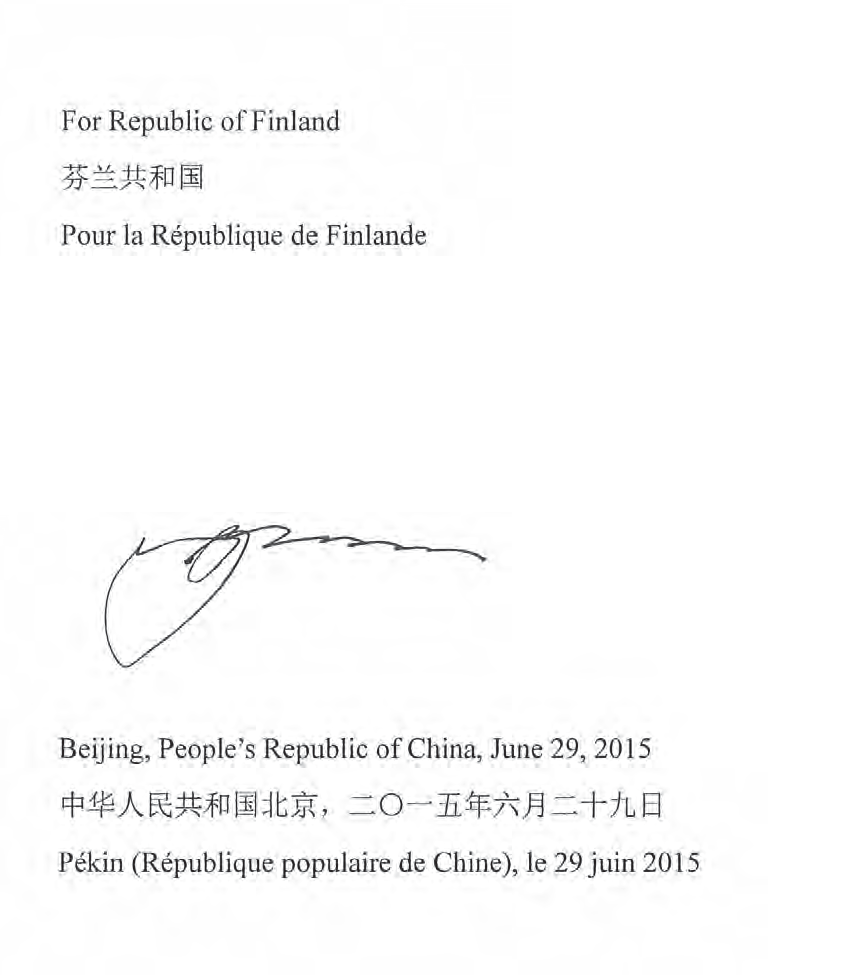 For Republic of Finland
芬兰共和国
Pour la République de Finlande
Beijing, People's Republic of China, June 29, 2015
中华人民共和国北京，二〇一五年六月二十九日
Pékin (République populaire de Chine), le 29 juin 2015